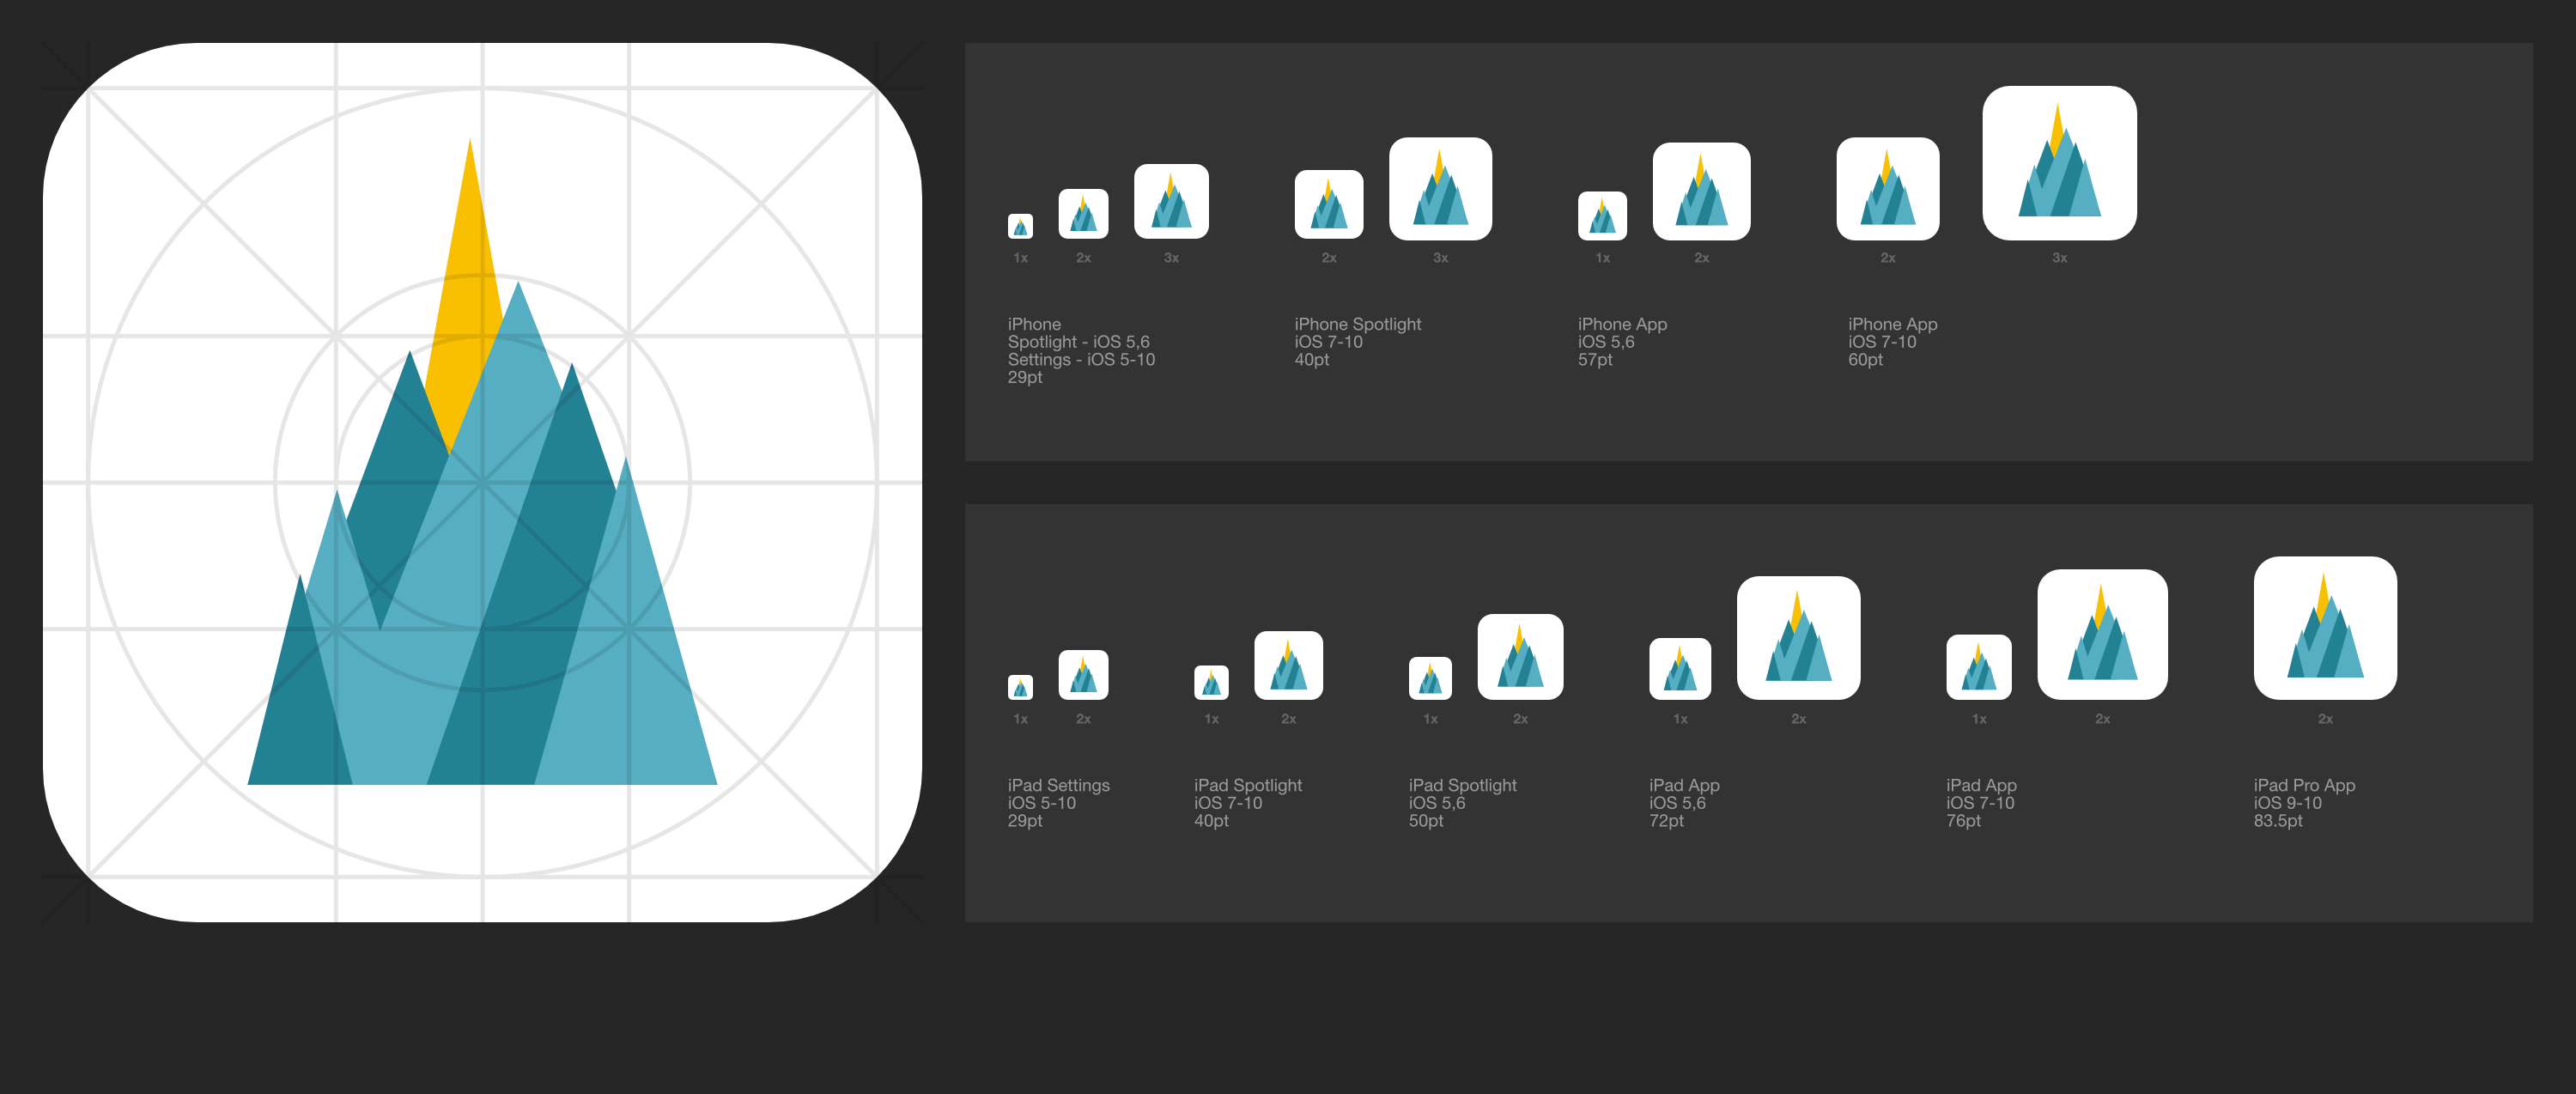 1x
2x
3x
2x
3x
1x
2x
2x
3x
iPhone
Spotlight - iOS 5,6
Settings - iOS 5-10
29pt
iPhone Spotlight
iOS 7-10
40pt
iPhone App
iOS 5,6
57pt
iPhone App
iOS 7-10
60pt
1x
2x
1x
2x
1x
2x
1x
2x
1x
2x
2x
iPad Settings
iOS 5-10
29pt
iPad Spotlight
iOS 7-10
40pt
iPad Spotlight
iOS 5,6
50pt
iPad App
iOS 5,6
72pt
iPad App
iOS 7-10
76pt
iPad Pro App
iOS 9-10
83.5pt